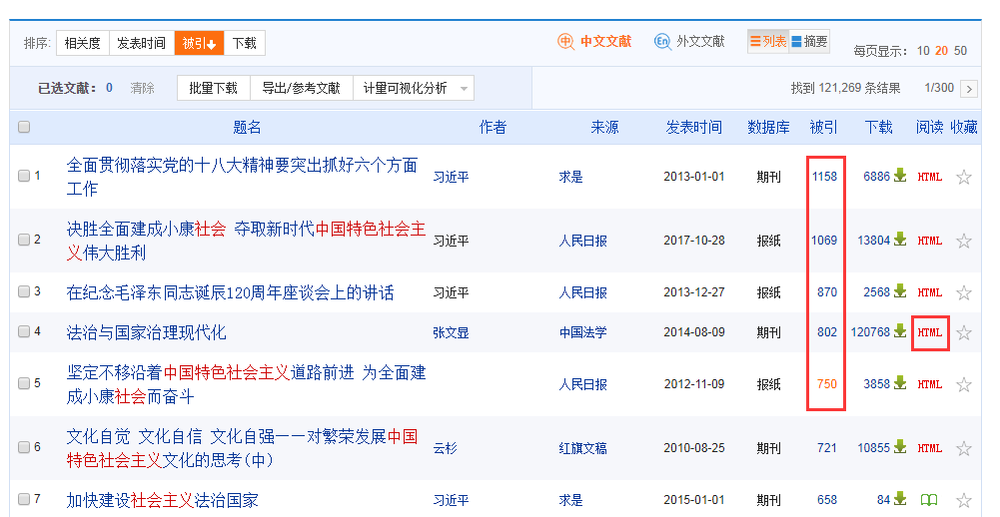 排序: 相关度 发表时间 被引 下载 中文文献 外文文献 列表 摘要 每页显示: 10 20 50
已选文献: 0 清除 批量下载 导出/参考文献 计量可视化分析 找到 121,269 条结果 1/300
题名 作者 来源 发表时间 数据库 被引 下载 阅读 收藏
1 全面贯彻落实党的十八大精神要突出抓好六个方面
工作 习近平 求是 2013-01-01 期刊 1158 6886 HTML
2 决胜全面建成小康社会 夺取新时代中国特色社会主
义伟大胜利 习近平 人民日报 2017-10-28 报纸 1069 13804 HTML
3 在纪念毛泽东同志诞辰120周年座谈会上的讲话 习近平 人民日报 2013-12-27 报纸 870 2568 HTML
4 法治与国家治理现代化 张文显 中国法学 2014-08-09 期刊 802 120768 HTML
5 坚定不移沿着中国特色社会主义道路前进 为全面建
成小康社会而奋斗 人民日报 2012-11-09 报纸 750 3858 HTML
6 文化自觉 文化自信 文化自强——对繁荣发展中国
特色社会主义文化的思考(中) 云杉 红旗文稿 2010-08-25 期刊 721 10855 HTML
7 加快建设社会主义法治国家 习近平 求是 2015-01-01 期刊 658 84